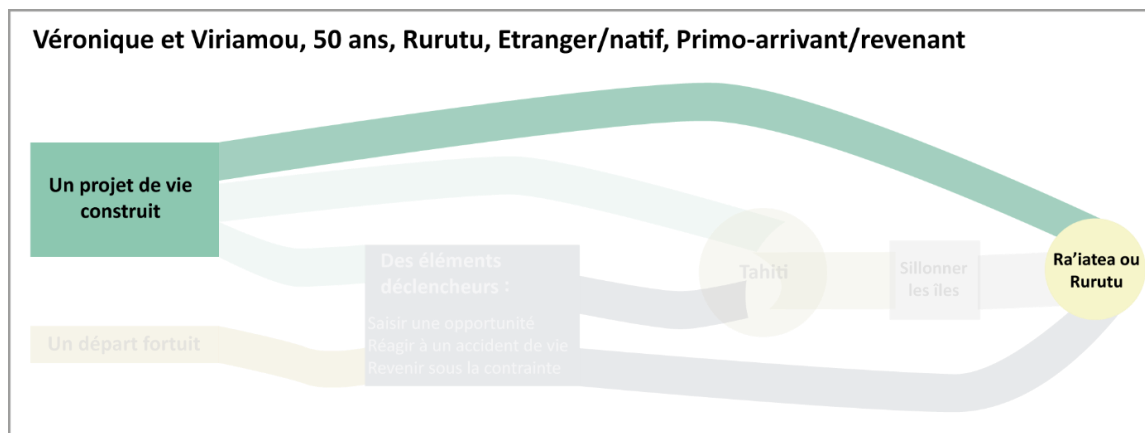 Véronique et Viriamou, 50 ans, Rurutu, Etranger/natif, Primo-arrivant/revenant
Un projet de vie
construit
Des éléments
déclencheurs :
Saisir une opportunité
Réagir à un accident de vie
Revenir sous la contrainte
Un départ fortuit
Tahiti
Sillonner
les îles
Ra'iatea ou
Rurutu